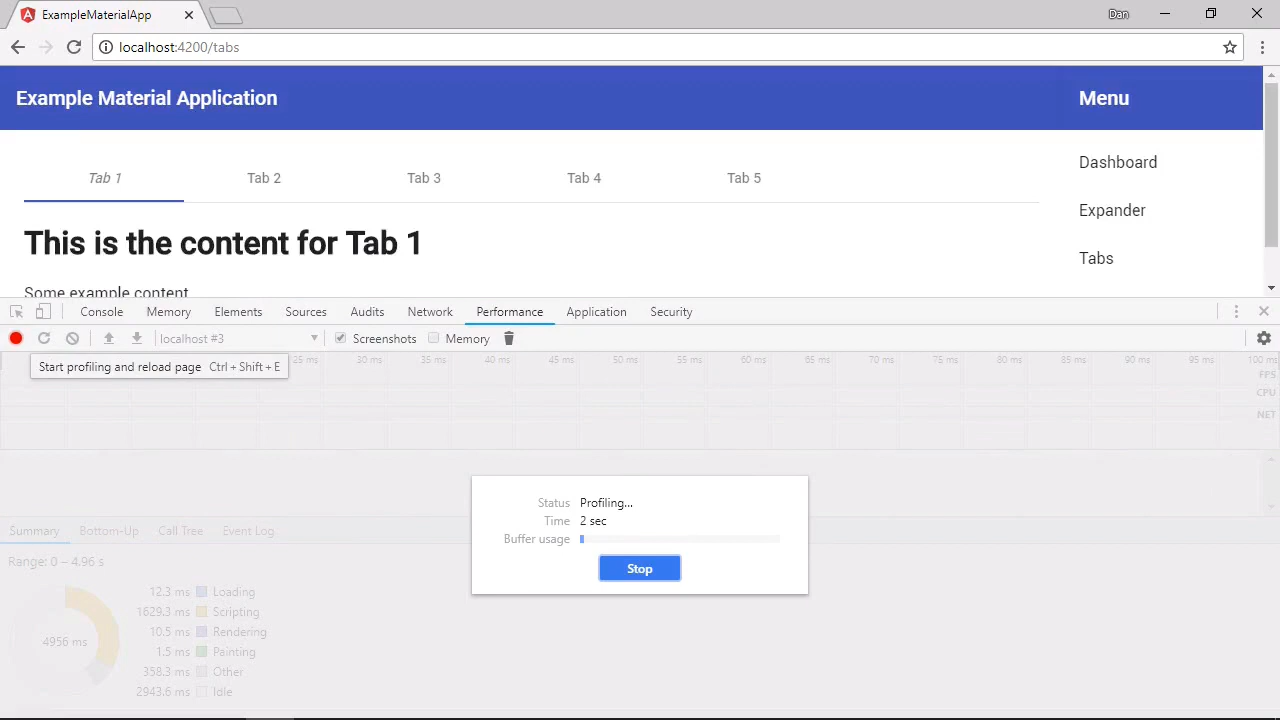 ExampleMaterialApp
Dan
localhost:4200/tabs
Example Material Application
Menu
Tab 1 Tab 2 Tab 3 Tab 4 Tab 5
Dashboard
Expander
Tabs
This is the content for Tab 1
Some example content
Console Memory Elements Sources Audits Network Performance Application Security
localhost #3 Screenshots Memory
Start profiling and reload page Ctrl + Shift + E
25 ms 30 ms 35 ms 40 ms 45 ms 50 ms 55 ms 60 ms 65 ms 70 ms 75 ms 80 ms 85 ms 90 ms 95 ms 100 ms
FPS
CPU
NET
Status Profiling...
Time 2 sec
Buffer usage
Stop
Summary Bottom-Up Call Tree Event Log
Range: 0 – 4.96 s
12.3 ms Loading
1629.3 ms Scripting
10.5 ms Rendering
4956 ms
1.5 ms Painting
358.3 ms Other
2943.6 ms Idle